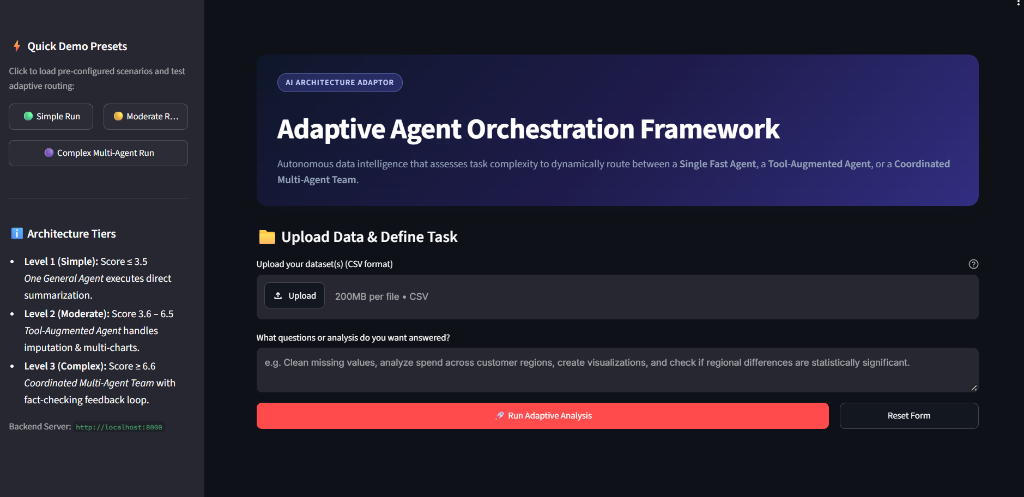 Quick Demo Presets
Click to load pre-configured scenarios and test
adaptive routing:
Simple Run
Moderate R...
Complex Multi-Agent Run
Architecture Tiers
• Level 1 (Simple): Score ≤ 3.5
One General Agent executes direct
summarization.
• Level 2 (Moderate): Score 3.6 – 6.5
Tool-Augmented Agent handles
imputation & multi-charts.
• Level 3 (Complex): Score ≥ 6.6
Coordinated Multi-Agent Team with
fact-checking feedback loop.
Backend Server: http://localhost:8000
AI ARCHITECTURE ADAPTOR
Adaptive Agent Orchestration Framework
Autonomous data intelligence that assesses task complexity to dynamically route between a Single Fast Agent, a Tool-Augmented Agent, or a Coordinated
Multi-Agent Team.
Upload Data & Define Task
Upload your dataset(s) (CSV format)
Upload
200MB per file • CSV
What questions or analysis do you want answered?
e.g. Clean missing values, analyze spend across customer regions, create visualizations, and check if regional differences are statistically significant.
Run Adaptive Analysis
Reset Form